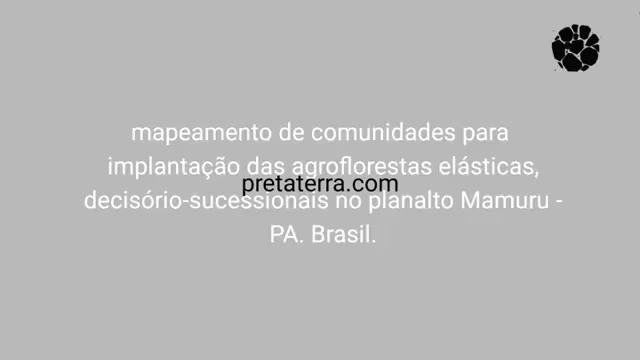 mapeamento de comunidades para
implantação das agroflorestas elásticas,
pretaterra.com
decisório-sucessionais no planalto Mamuru -
PA. Brasil.